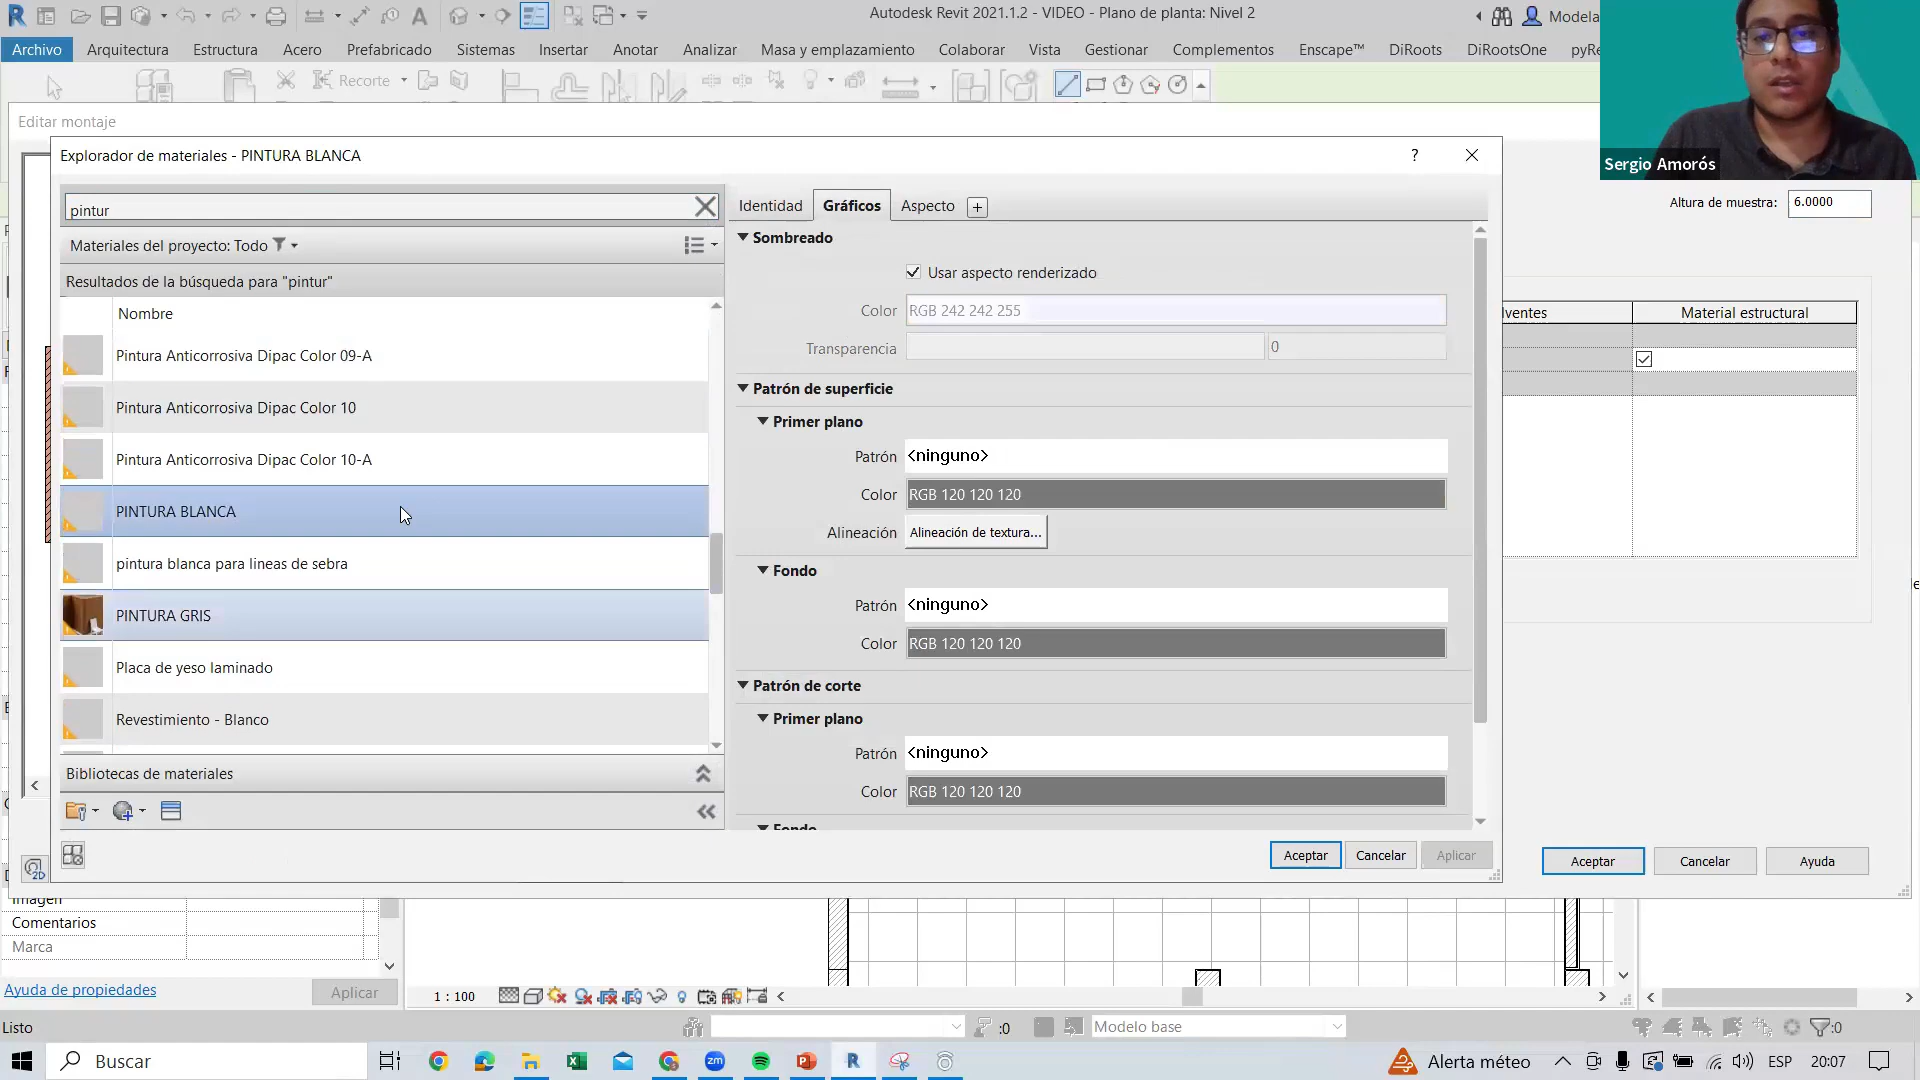 Autodesk Revit 2021.1.2 - VIDEO - Plano de planta: Nivel 2
Modela
Archivo Arquitectura Estructura Acero Prefabricado Sistemas Insertar Anotar Analizar Masa y emplazamiento Colaborar Vista Gestionar Complementos Enscape™ DiRoots DiRootsOne pyRe
Recorte
Editar montaje
Explorador de materiales - PINTURA BLANCA
?
Sergio Amorós
pintur
Identidad Gráficos Aspecto +
Altura de muestra: 6.0000
Materiales del proyecto: Todo
Sombreado
Resultados de la búsqueda para "pintur"
Usar aspecto renderizado
Nombre
Color RGB 242 242 255
lventes Material estructural
Pintura Anticorrosiva Dipac Color 09-A
Transparencia 0
Patrón de superficie
Pintura Anticorrosiva Dipac Color 10
Primer plano
Pintura Anticorrosiva Dipac Color 10-A
Patrón <ninguno>
Color RGB 120 120 120
PINTURA BLANCA
Alineación Alineación de textura...
pintura blanca para lineas de sebra
Fondo
PINTURA GRIS
Patrón <ninguno>
Color RGB 120 120 120
Placa de yeso laminado
Patrón de corte
Revestimiento - Blanco
Primer plano
Patrón <ninguno>
Bibliotecas de materiales
Color RGB 120 120 120
Fondo
Aceptar Cancelar Aplicar
Aceptar Cancelar Ayuda
Imagen
Comentarios
Marca
Ayuda de propiedades Aplicar
1 : 100
Listo
:0
Modelo base
:0
Buscar
Alerta méteo
ESP
20:07